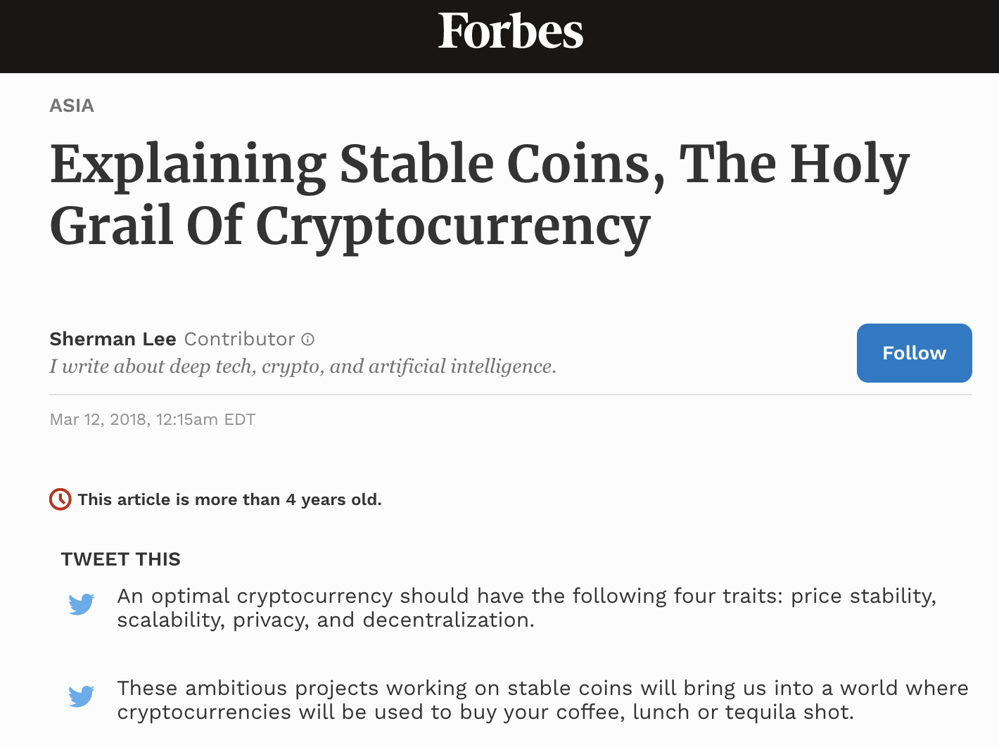 Forbes
ASIA
Explaining Stable Coins, The Holy
Grail Of Cryptocurrency
Sherman Lee Contributor
Follow
I write about deep tech, crypto, and artificial intelligence.
Mar 12, 2018, 12:15am EDT
This article is more than 4 years old.
TWEET THIS
An optimal cryptocurrency should have the following four traits: price stability,
scalability, privacy, and decentralization.
These ambitious projects working on stable coins will bring us into a world where
cryptocurrencies will be used to buy your coffee, lunch or tequila shot.